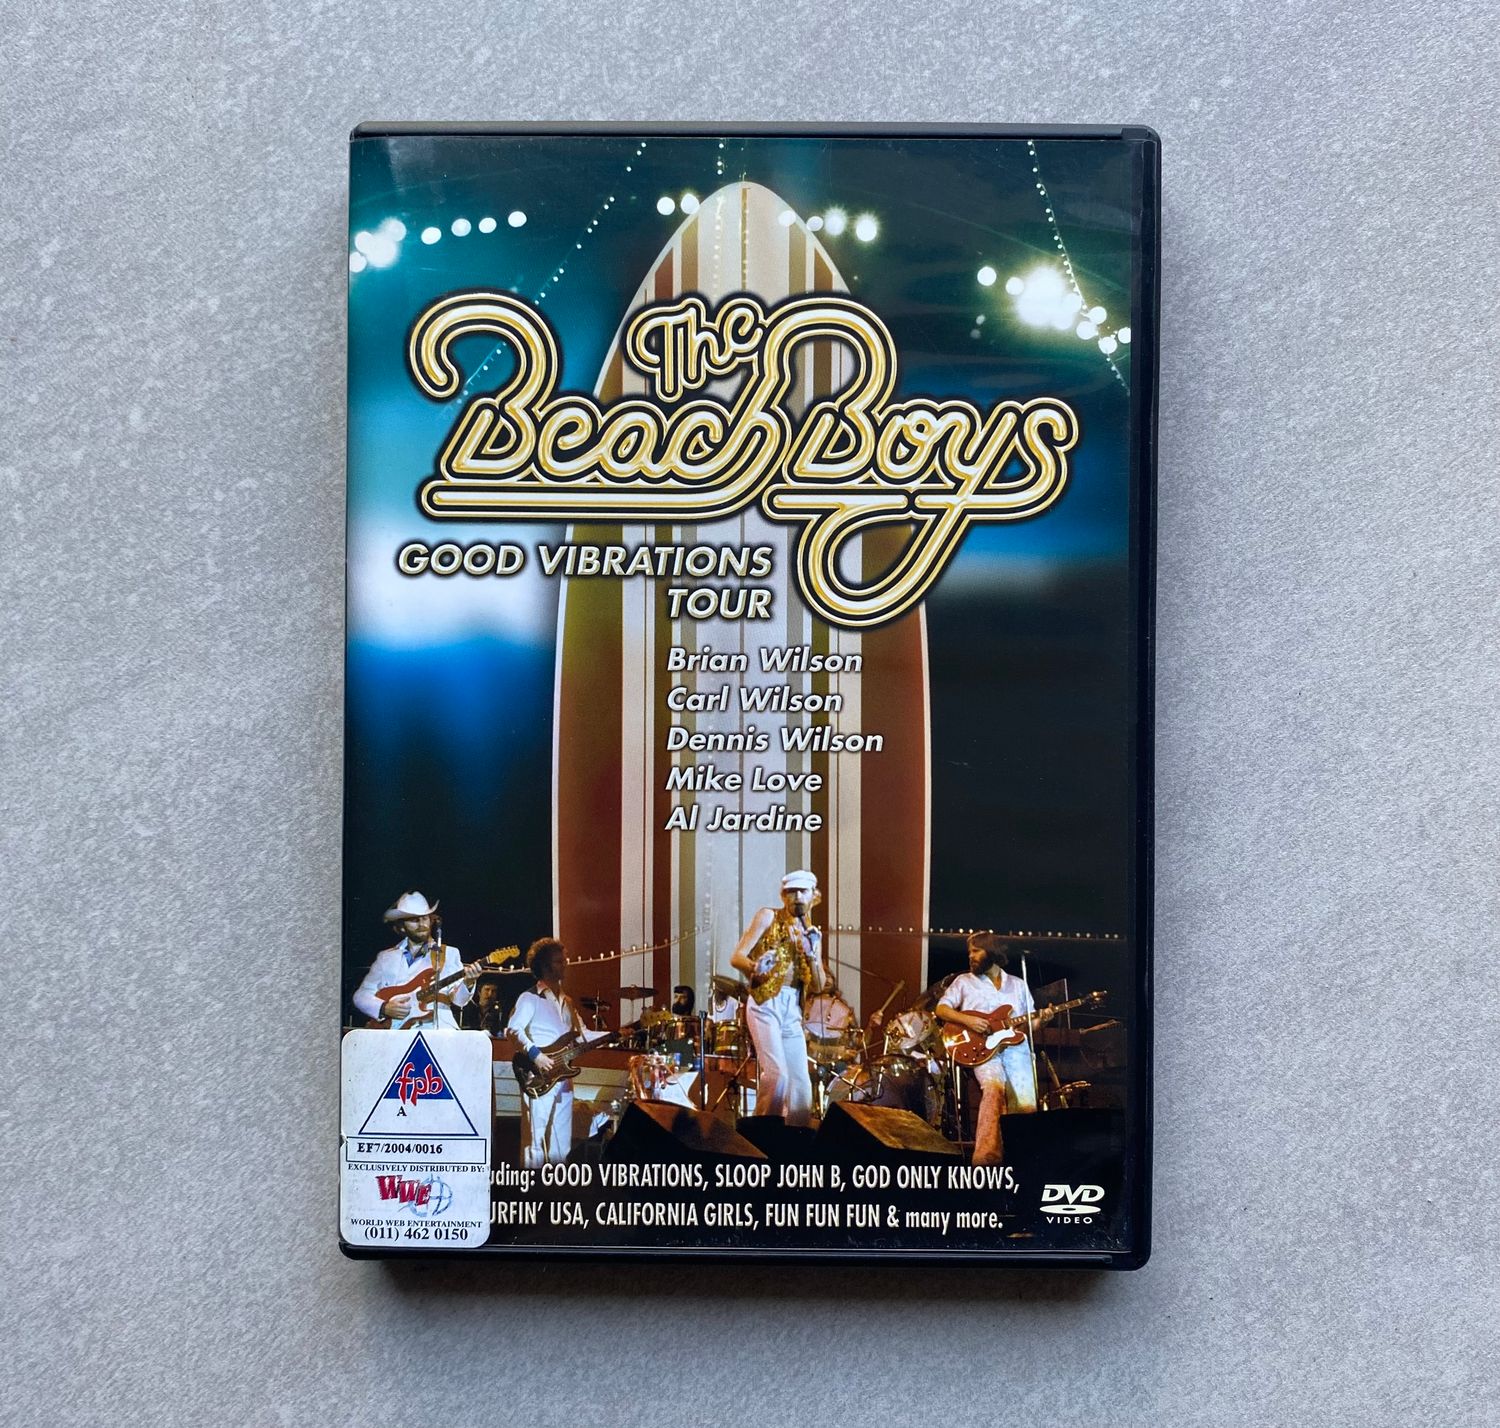 The
Beach Boys
GOOD VIBRATIONS
TOUR
Brian Wilson
Carl Wilson
Dennis Wilson
Mike Love
Al Jardine
fpb
A
EF7/2004/0016
EXCLUSIVELY DISTRIBUTED BY:
WWE
WORLD WEB ENTERTAINMENT
(011) 462 0150
GOOD VIBRATIONS, SLOOP JOHN B, GOD ONLY KNOWS,
USA, CALIFORNIA GIRLS, FUN FUN FUN & many more.
DVD
VIDEO